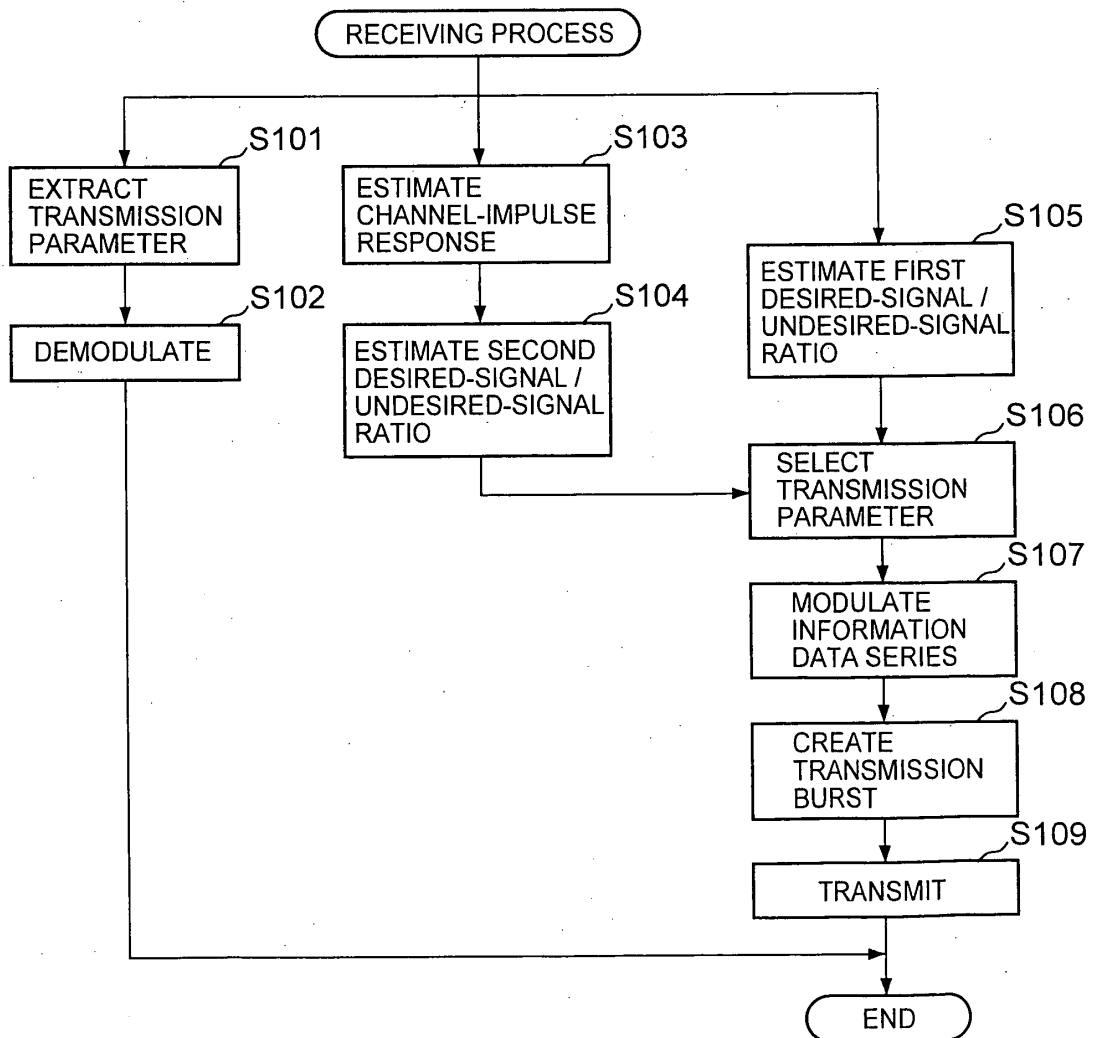 RECEIVING PROCESS
S101
EXTRACT
TRANSMISSION
PARAMETER
S102
DEMODULATE
S103
ESTIMATE
CHANNEL-IMPULSE
RESPONSE
S104
ESTIMATE SECOND
DESIRED-SIGNAL /
UNDESIRED-SIGNAL
RATIO
S105
ESTIMATE FIRST
DESIRED-SIGNAL /
UNDESIRED-SIGNAL
RATIO
S106
SELECT
TRANSMISSION
PARAMETER
S107
MODULATE
INFORMATION
DATA SERIES
S108
CREATE
TRANSMISSION
BURST
S109
TRANSMIT
END